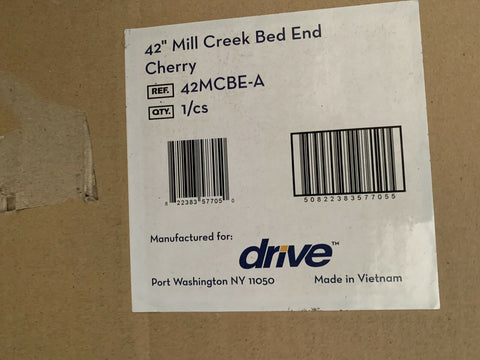 42" Mill Creek Bed End
Cherry
REF. 42MCBE-A
QTY. 1/cs
8 22383 57705 0
50822383577055
Manufactured for:
drive™
Port Washington NY 11050 Made in Vietnam